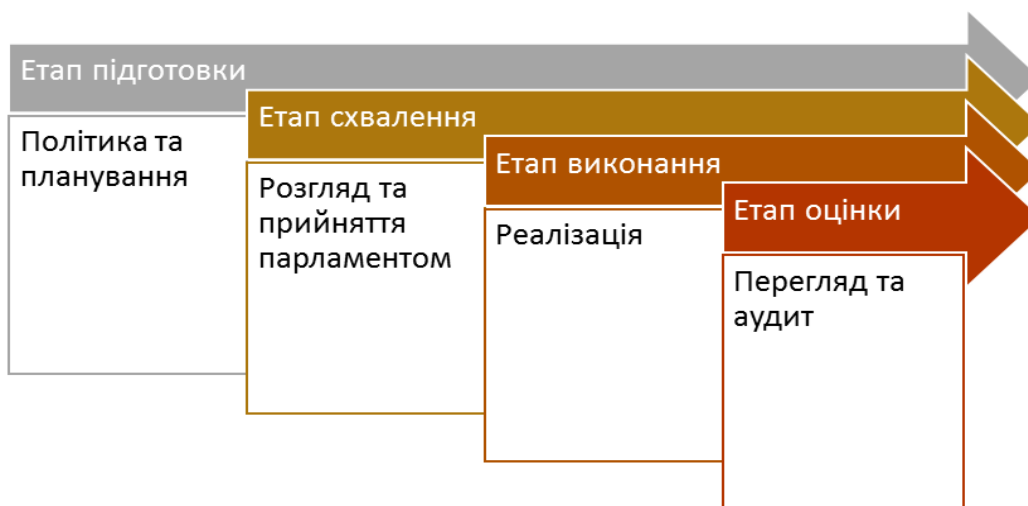 Етап підготовки
Політика та
планування
Етап схвалення
Розгляд та
прийняття
парламентом
Етап виконання
Реалізація
Етап оцінки
Перегляд та
аудит